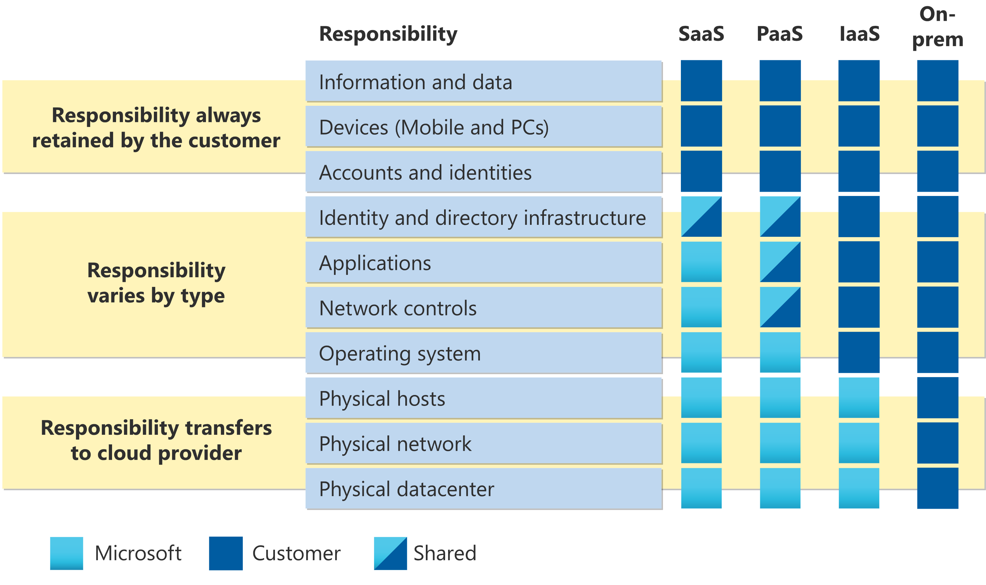 Responsibility
SaaS
PaaS
IaaS
On-
prem
Responsibility always
retained by the customer
Information and data
Devices (Mobile and PCs)
Accounts and identities
Responsibility
varies by type
Identity and directory infrastructure
Applications
Network controls
Operating system
Responsibility transfers
to cloud provider
Physical hosts
Physical network
Physical datacenter
Microsoft
Customer
Shared